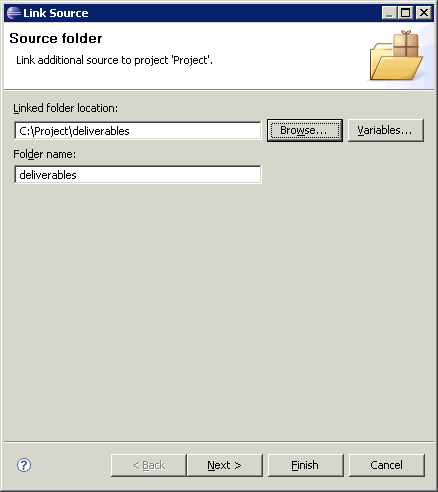 Link Source
Source folder
Link additional source to project 'Project'.
Linked folder location:
C:\Project\deliverables
Browse...
Variables...
Folder name:
deliverables
?
< Back
Next >
Finish
Cancel